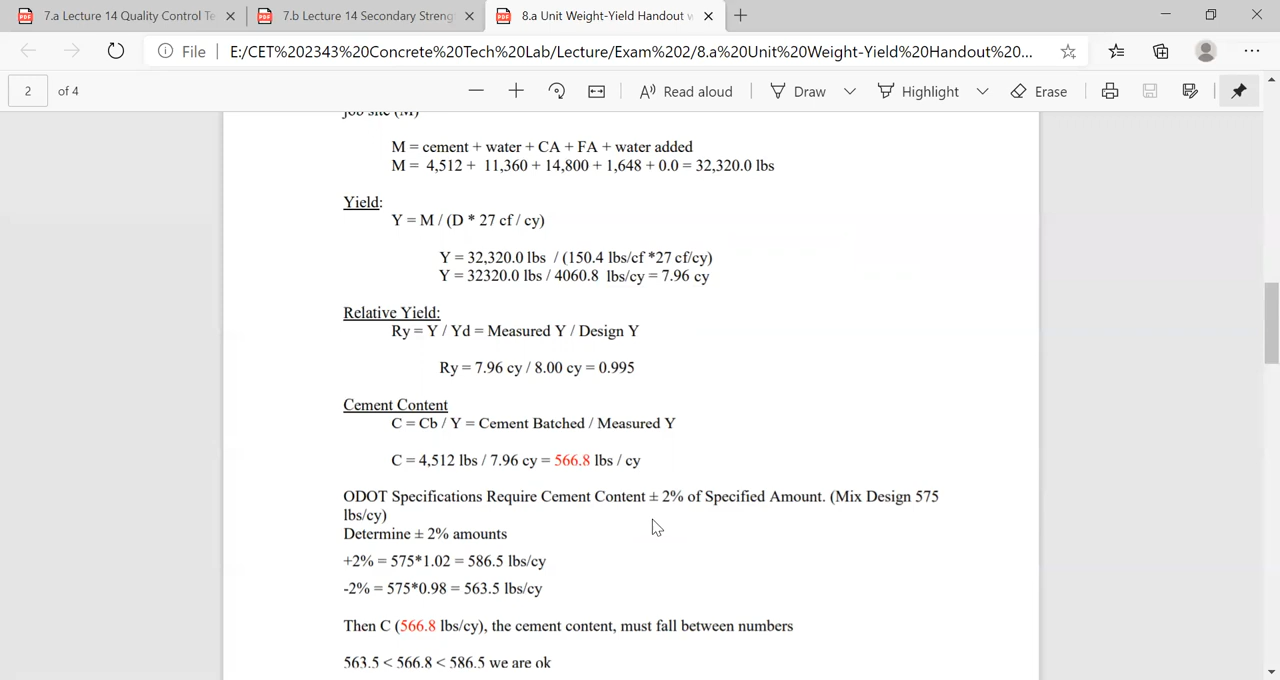 7.a Lecture 14 Quality Control Te
7.b Lecture 14 Secondary Streng
8.a Unit Weight-Yield Handout w
File
E:/CET%202343%20Concrete%20Tech%20Lab/Lecture/Exam%202/8.a%20Unit%20Weight-Yield%20Handout%20...
2 of 4
Read aloud
Draw
Highlight
Erase
job site (M)
M = cement + water + CA + FA + water added
M = 4,512 + 11,360 + 14,800 + 1,648 + 0.0 = 32,320.0 lbs
Yield:
Y = M / (D * 27 cf / cy)
Y = 32,320.0 lbs / (150.4 lbs/cf *27 cf/cy)
Y = 32320.0 lbs / 4060.8 lbs/cy = 7.96 cy
Relative Yield:
Ry = Y / Yd = Measured Y / Design Y
Ry = 7.96 cy / 8.00 cy = 0.995
Cement Content
C = Cb / Y = Cement Batched / Measured Y
C = 4,512 lbs / 7.96 cy = 566.8 lbs / cy
ODOT Specifications Require Cement Content ± 2% of Specified Amount. (Mix Design 575
lbs/cy)
Determine ± 2% amounts
+2% = 575*1.02 = 586.5 lbs/cy
-2% = 575*0.98 = 563.5 lbs/cy
Then C (566.8 lbs/cy), the cement content, must fall between numbers
563.5 < 566.8 < 586.5 we are ok